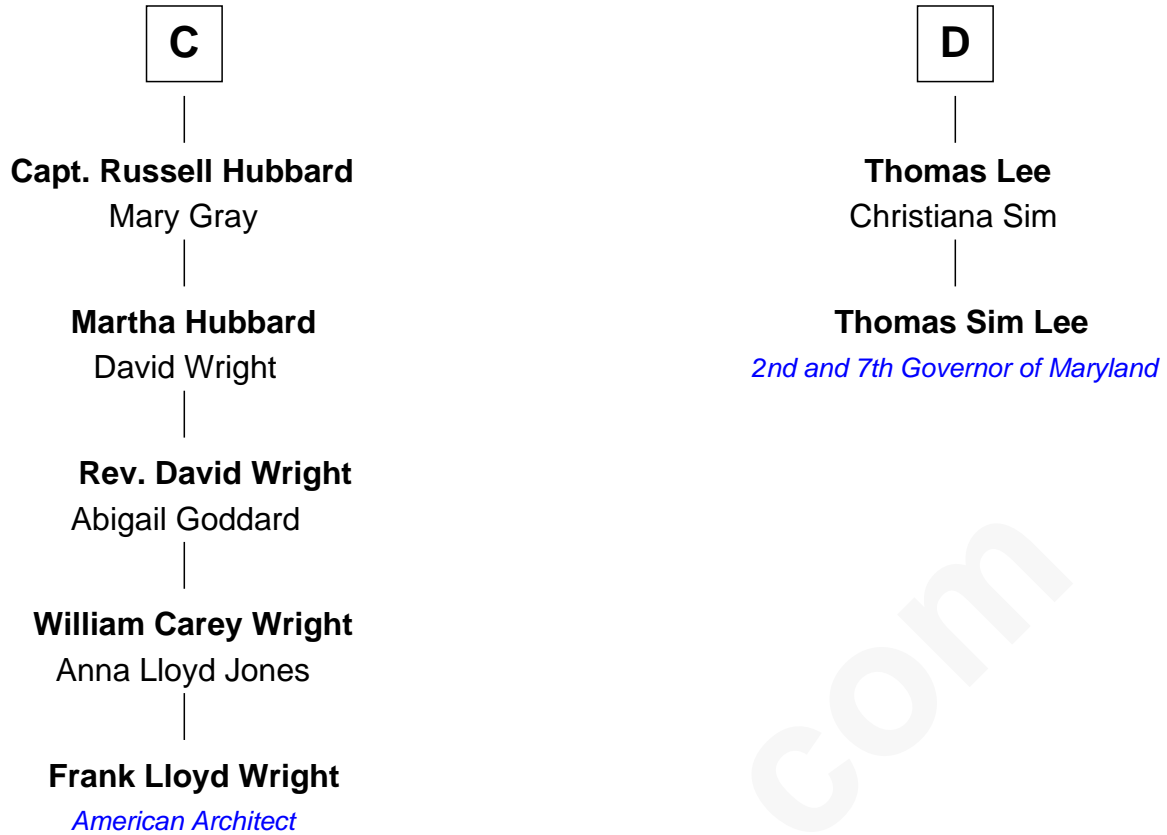 C
Capt. Russell Hubbard
Mary Gray
Martha Hubbard
David Wright
Rev. David Wright
Abigail Goddard
William Carey Wright
Anna Lloyd Jones
Frank Lloyd Wright
American Architect
D
Thomas Lee
Christiana Sim
Thomas Sim Lee
2nd and 7th Governor of Maryland
com